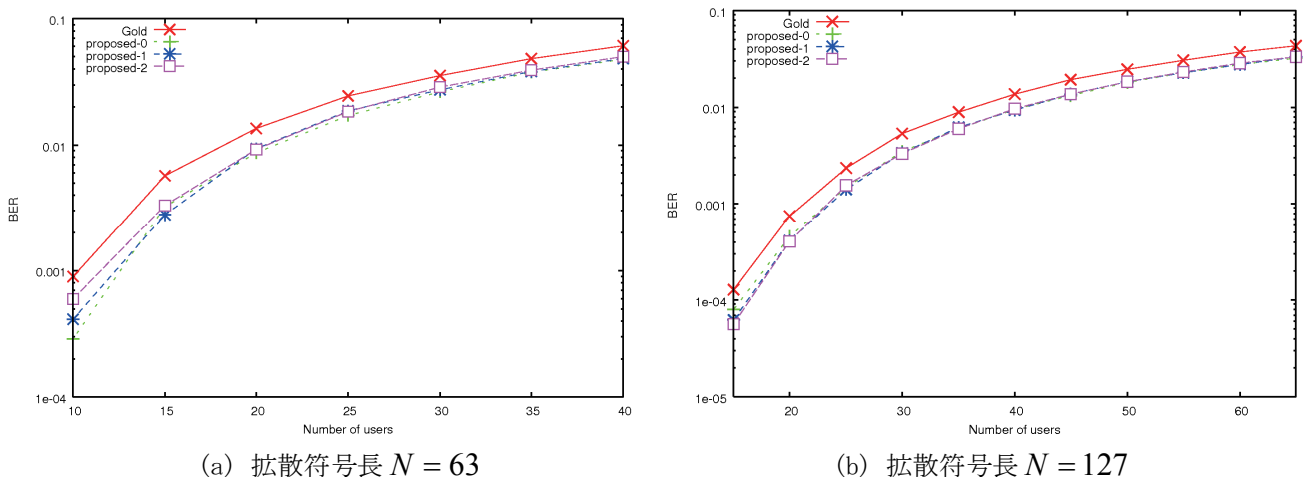 0.1
0.01
0.001
1e-04
BER
Gold
proposed-0
proposed-1
proposed-2
10 15 20 25 30 35 40
Number of users
(a) 拡散符号長 N = 63
0.1
0.01
0.001
1e-04
1e-05
BER
Gold
proposed-0
proposed-1
proposed-2
20 30 40 50 60
Number of users
(b) 拡散符号長 N = 127